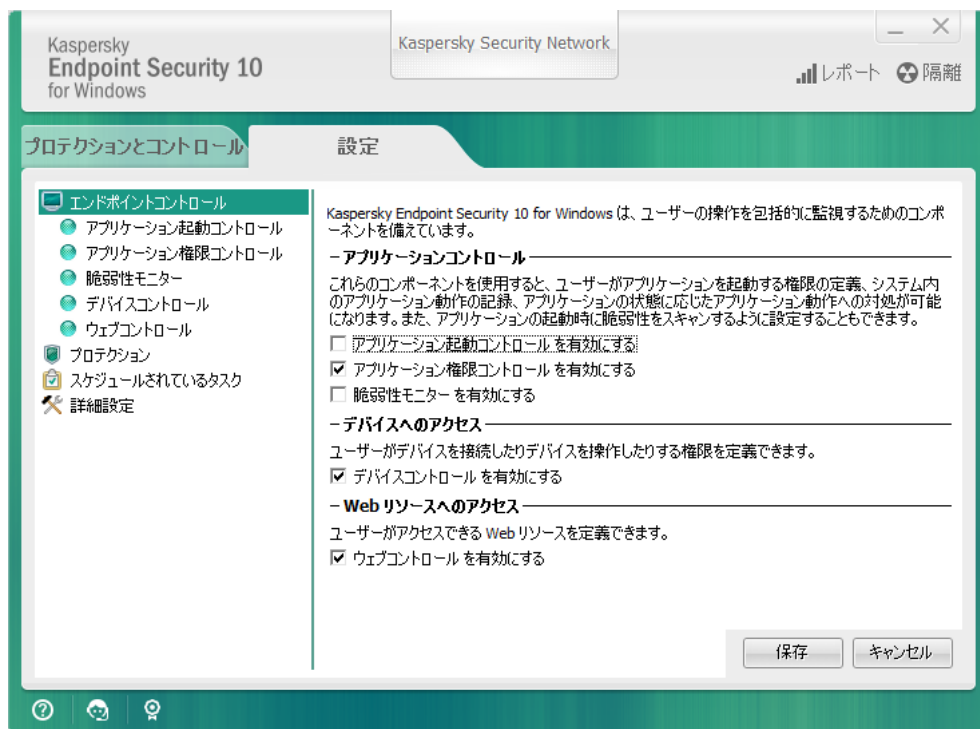 Kaspersky
Endpoint Security 10
for Windows
Kaspersky Security Network
レポート
隔離
プロテクションとコントロール
設定
エンドポイントコントロール
アプリケーション起動コントロール
アプリケーション権限コントロール
脆弱性モニター
デバイスコントロール
ウェブコントロール
プロテクション
スケジュールされているタスク
詳細設定
Kaspersky Endpoint Security 10 for Windows は、ユーザーの操作を包括的に監視するためのコンポ
ーネントを備えています。
アプリケーションコントロール
これらのコンポーネントを使用すると、ユーザーがアプリケーションを起動する権限の定義、システム内
のアプリケーション動作の記録、アプリケーションの状態に応じたアプリケーション動作への対処が可能
になります。また、アプリケーションの起動時に脆弱性をスキャンするように設定することもできます。
アプリケーション起動コントロール を有効にする
アプリケーション権限コントロール を有効にする
脆弱性モニター を有効にする
デバイスへのアクセス
ユーザーがデバイスを接続したりデバイスを操作したりする権限を定義できます。
デバイスコントロール を有効にする
Web リソースへのアクセス
ユーザーがアクセスできる Web リソースを定義できます。
ウェブコントロール を有効にする
保存
キャンセル